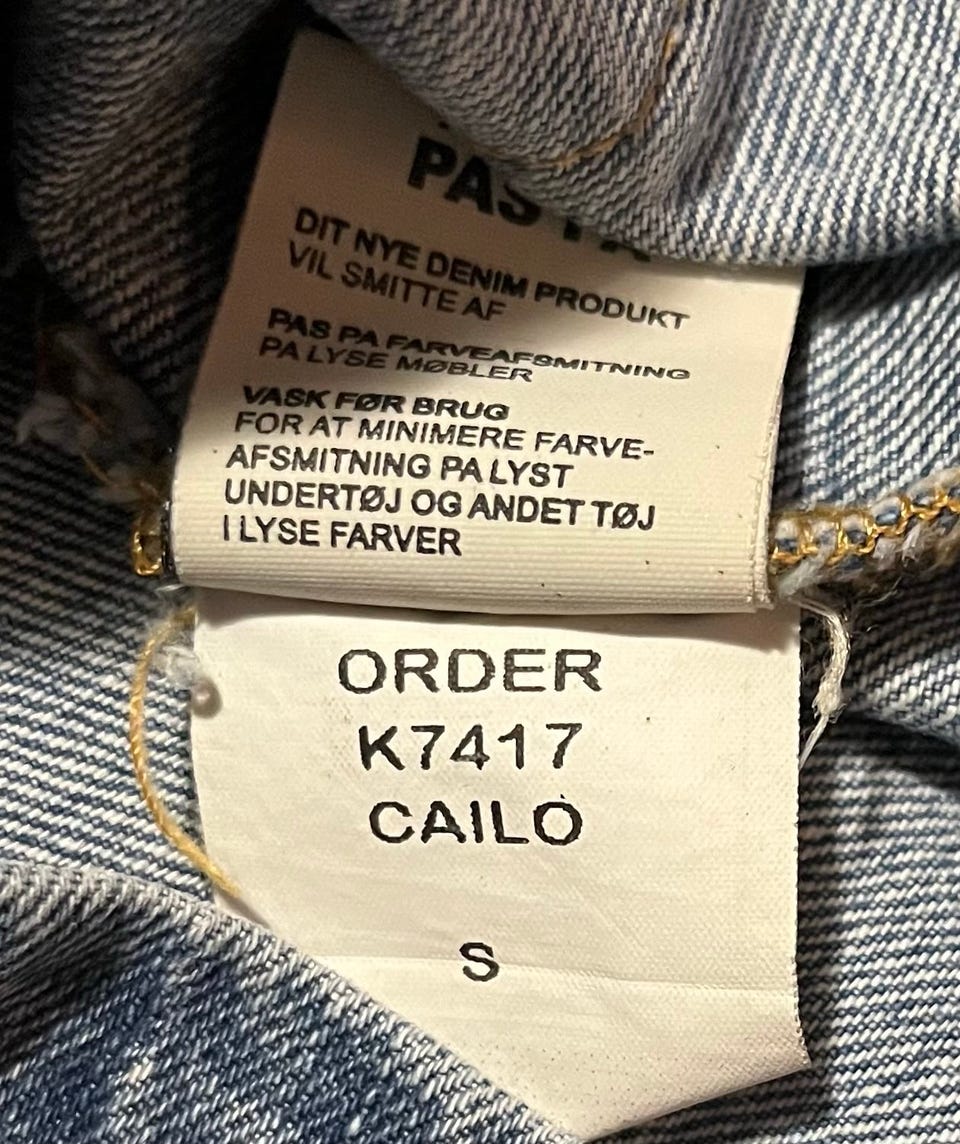 PAS PA
DIT NYE DENIM PRODUKT
VIL SMITTE AF
PAS PA FARVEAFSMITNING
PA LYSE MØBLER
VASK FØR BRUG
FOR AT MINIMERE FARVE-
AFSMITNING PA LYST
UNDERTØJ OG ANDET TØJ
I LYSE FARVER
ORDER
K7417
CAILO
S